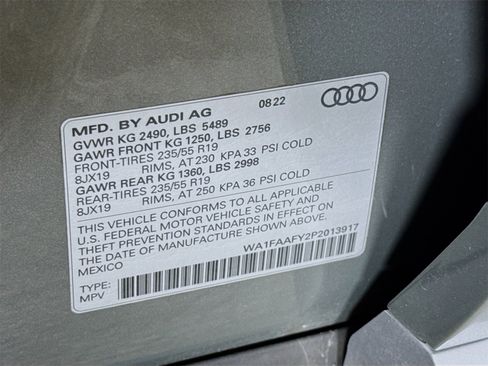 MFD. BY AUDI AG 08 22
GVWR KG 2490, LBS 5489
GAWR FRONT KG 1250, LBS 2756
FRONT-TIRES 235/55 R19
8JX19 RIMS, AT 230 KPA 33 PSI COLD
GAWR REAR KG 1360, LBS 2998
REAR-TIRES 235/55 R19
8JX19 RIMS, AT 250 KPA 36 PSI COLD
THIS VEHICLE CONFORMS TO ALL APPLICABLE
U.S. FEDERAL MOTOR VEHICLE SAFETY AND
THEFT PREVENTION STANDARDS IN EFFECT ON
THE DATE OF MANUFACTURE SHOWN ABOVE.
MEXICO
WA1FAAFY2P2013917
TYPE:
MPV